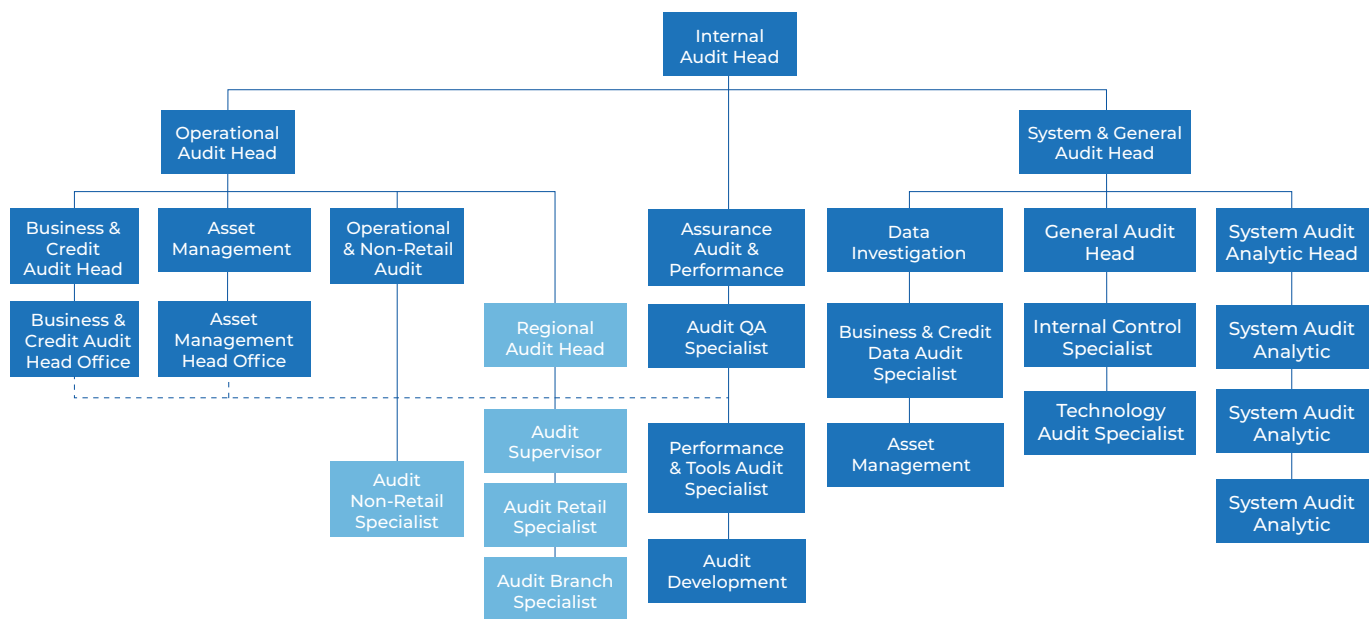 Internal
Audit Head
Operational
Audit Head
System & General
Audit Head
Business &
Credit
Audit Head
Asset
Management
Operational
& Non-Retail
Audit
Assurance
Audit &
Performance
Data
Investigation
General Audit
Head
System Audit
Analytic Head
Business &
Credit Audit
Head Office
Asset
Management
Head Office
Regional
Audit Head
Audit QA
Specialist
Business & Credit
Data Audit
Specialist
Internal Control
Specialist
System Audit
Analytic
Audit
Supervisor
Performance
& Tools Audit
Specialist
Asset
Management
Technology
Audit Specialist
System Audit
Analytic
Audit
Non-Retail
Specialist
Audit Retail
Specialist
System Audit
Analytic
Audit Branch
Specialist
Audit
Development